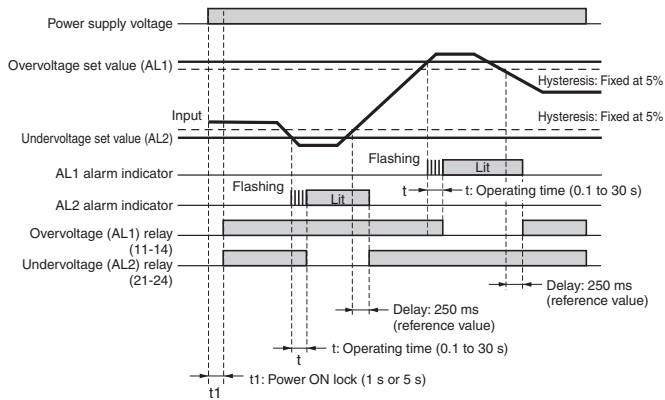 Power supply voltage
Overvoltage set value (AL1)
Hysteresis: Fixed at 5%
Input
Hysteresis: Fixed at 5%
Undervoltage set value (AL2)
Flashing
Lit
AL1 alarm indicator
t
t: Operating time (0.1 to 30 s)
Flashing
Lit
AL2 alarm indicator
Overvoltage (AL1) relay
(11-14)
Undervoltage (AL2) relay
(21-24)
Delay: 250 ms
(reference value)
Delay: 250 ms
(reference value)
t: Operating time (0.1 to 30 s)
t
t1: Power ON lock (1 s or 5 s)
t1